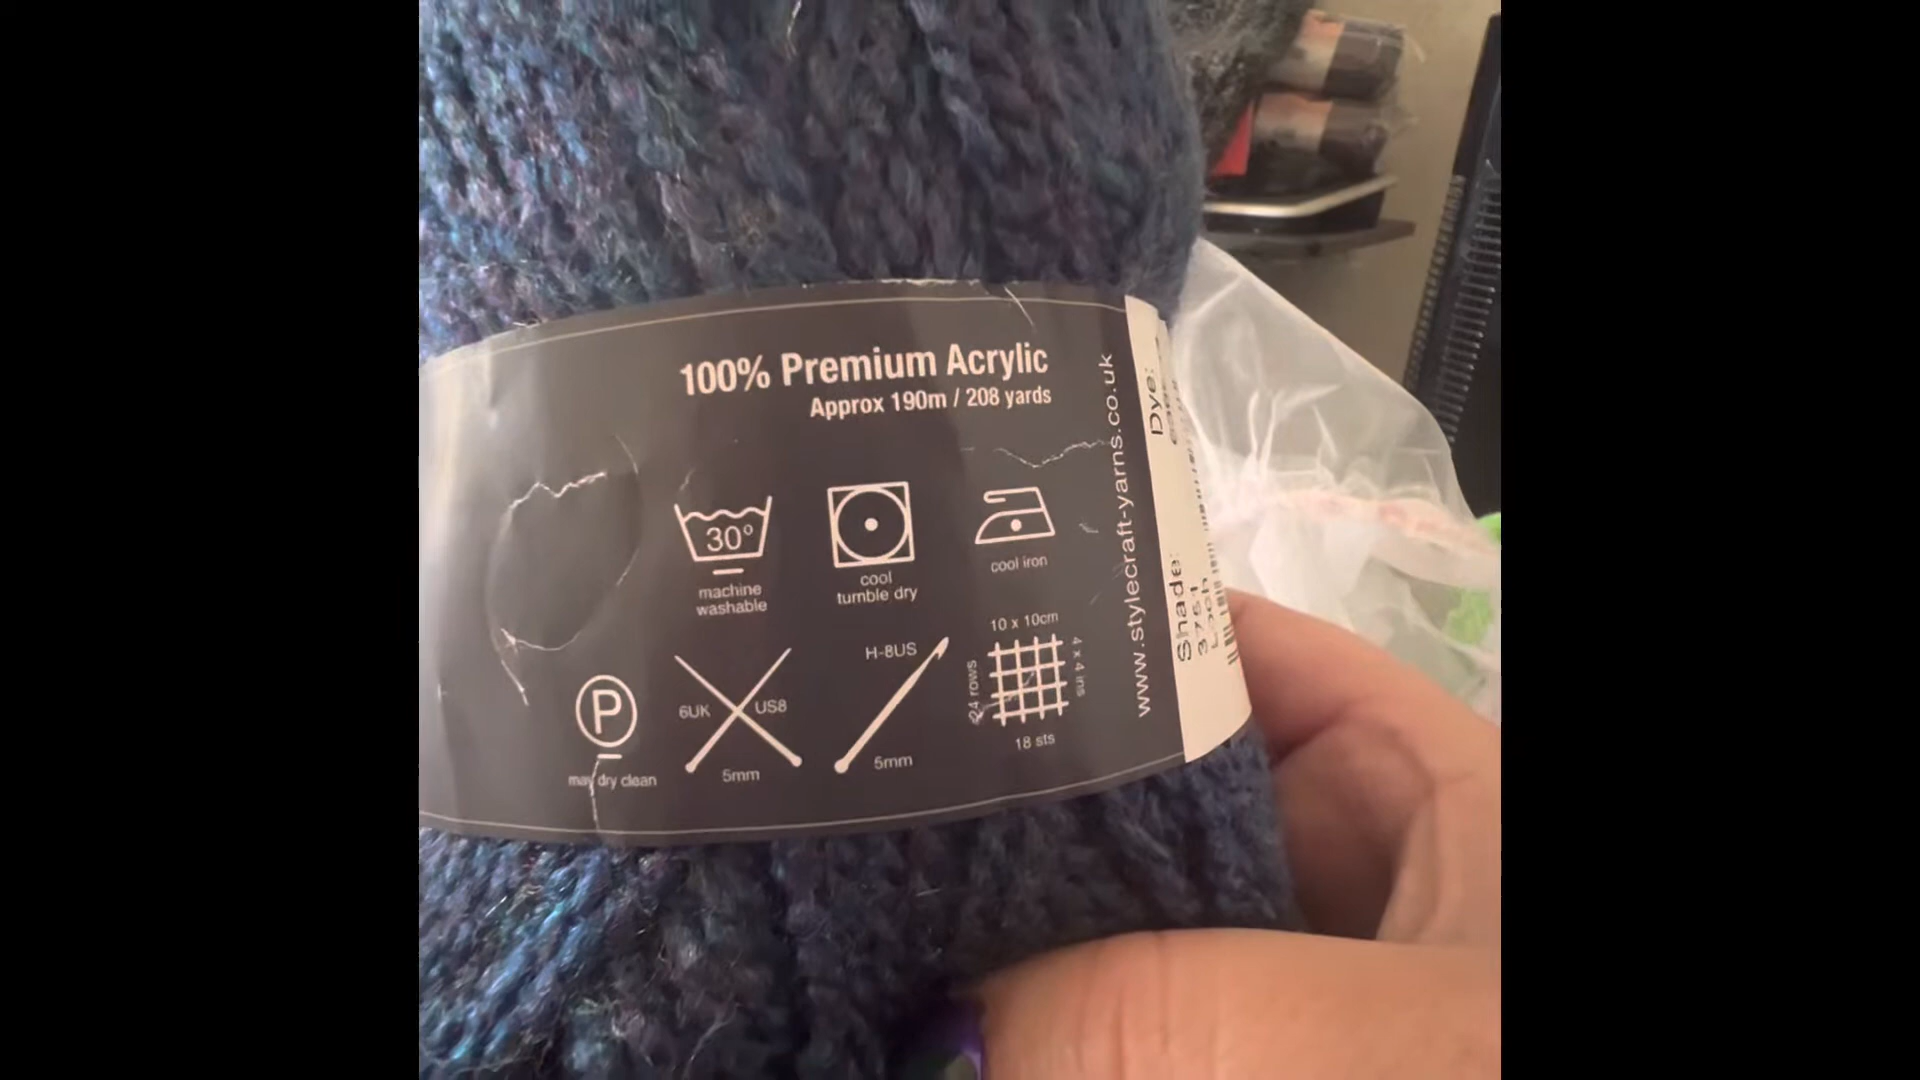 100% Premium Acrylic
Approx 190m / 208 yards
30°
machine
washable
cool
tumble dry
cool iron
P
may dry clean
6UK
US8
5mm
H-8US
5mm
10 x 10cm
24 rows
4 x 4 ins
18 sts
www.stylecraft-yarns.co.uk
Dye:
Shade:
3751